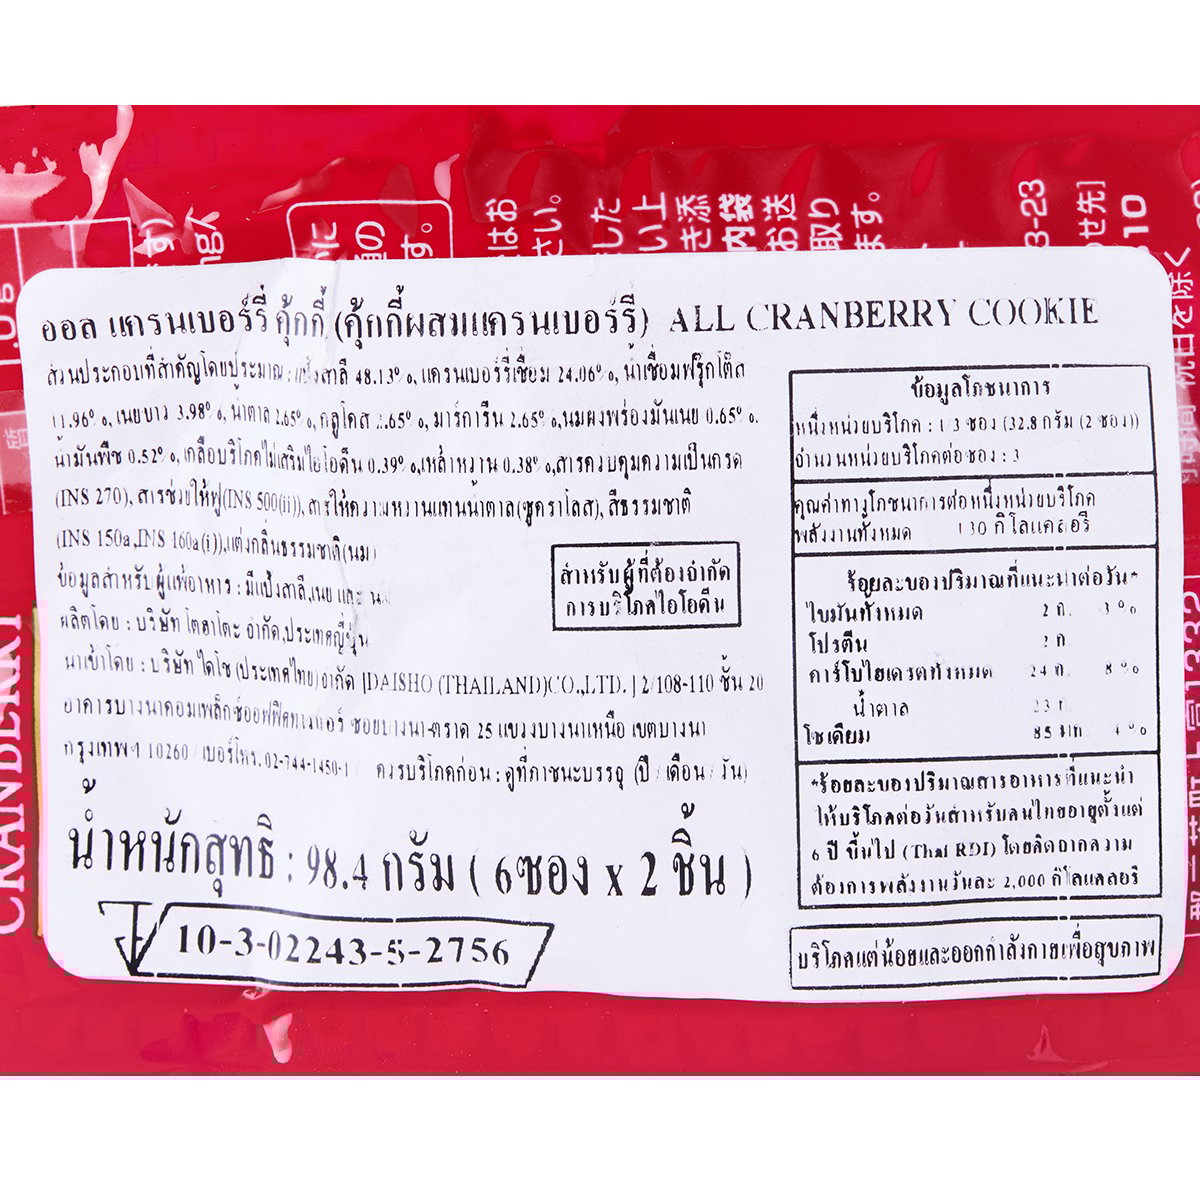 ออล แครนเบอร์รี่ คุ้กกี้ (คุ้กกี้ผสมแครนเบอร์รี่) ALL CRANBERRY COOKIE
ส่วนประกอบที่สำคัญโดยประมาณ : แป้งสาลี 48.13%, แครนเบอร์รี่เชื่อม 24.06%, น้ำเชื่อมฟรุ๊กโต๊ส
11.96%, เนยขาว 3.98%, น้ำตาล 2.65%, กลูโคส 2.65%, มาร์การีน 2.65%, นมผงพร่องมันเนย 0.65%.
น้ำมันพืช 0.52%, เกลือบริโภคไม่เสริมไอโอดีน 0.39%, เหล้าหวาน 0.38%, สารควบคุมความเป็นกรด
(INS 270), สารช่วยให้ฟู(INS 500(ii)), สารให้ความหวานแทนน้ำตาล(ซูคราโลส), สีธรรมชาติ
(INS 150a,INS 160a(i)),แต่งกลิ่นธรรมชาติ(นม)
ข้อมูลสำหรับผู้แพ้อาหาร : มีแป้งสาลี,เนย และ นม
ผลิตโดย : บริษัท โตฮาโตะ จำกัด,ประเทศญี่ปุ่น
นำเข้าโดย : บริษัท ไดโช (ประเทศไทย) จำกัด [DAISHO (THAILAND)CO.,LTD. ] 2/108-110 ชั้น 20
อาคารบางนาคอมเพล็กซ์ออฟฟิศทาวเวอร์ ซอยบางนา-ตราด 25 แขวงบางนาเหนือ เขตบางนา
กรุงเทพฯ 10260 / เบอร์โทร. 02-744-1450-1 / ควรบริโภคก่อน : ดูที่ภาชนะบรรจุ (ปี / เดือน / วัน)
สำหรับผู้ที่ต้องจำกัด
การบริโภคไอโอดีน
น้ำหนักสุทธิ : 98.4 กรัม ( 6ซอง x 2 ชิ้น )
10-3-02243-5-2756
ข้อมูลโภชนาการ
หนึ่งหน่วยบริโภค : 1/3 ซอง (32.8 กรัม (2 ซอง))
จำนวนหน่วยบริโภคต่อซอง : 3
คุณค่าทางโภชนาการต่อหนึ่งหน่วยบริโภค
พลังงานทั้งหมด 130 กิโลแคลอรี
ร้อยละของปริมาณที่แนะนำต่อวัน*
ไขมันทั้งหมด 2 ก. 3 %
โปรตีน 2 ก.
คาร์โบไฮเดรตทั้งหมด 24 ก. 8 %
น้ำตาล 23 ก.
โซเดียม 85 มก. 4 %
*ร้อยละของปริมาณสารอาหารที่แนะนำ
ให้บริโภคต่อวันสำหรับคนไทยอายุตั้งแต่
6 ปี ขึ้นไป (Thai RDI) โดยคิดจากความ
ต้องการพลังงานวันละ 2,000 กิโลแคลอรี
บริโภคแต่น้อยและออกกำลังกายเพื่อสุขภาพ
CRANBERRY